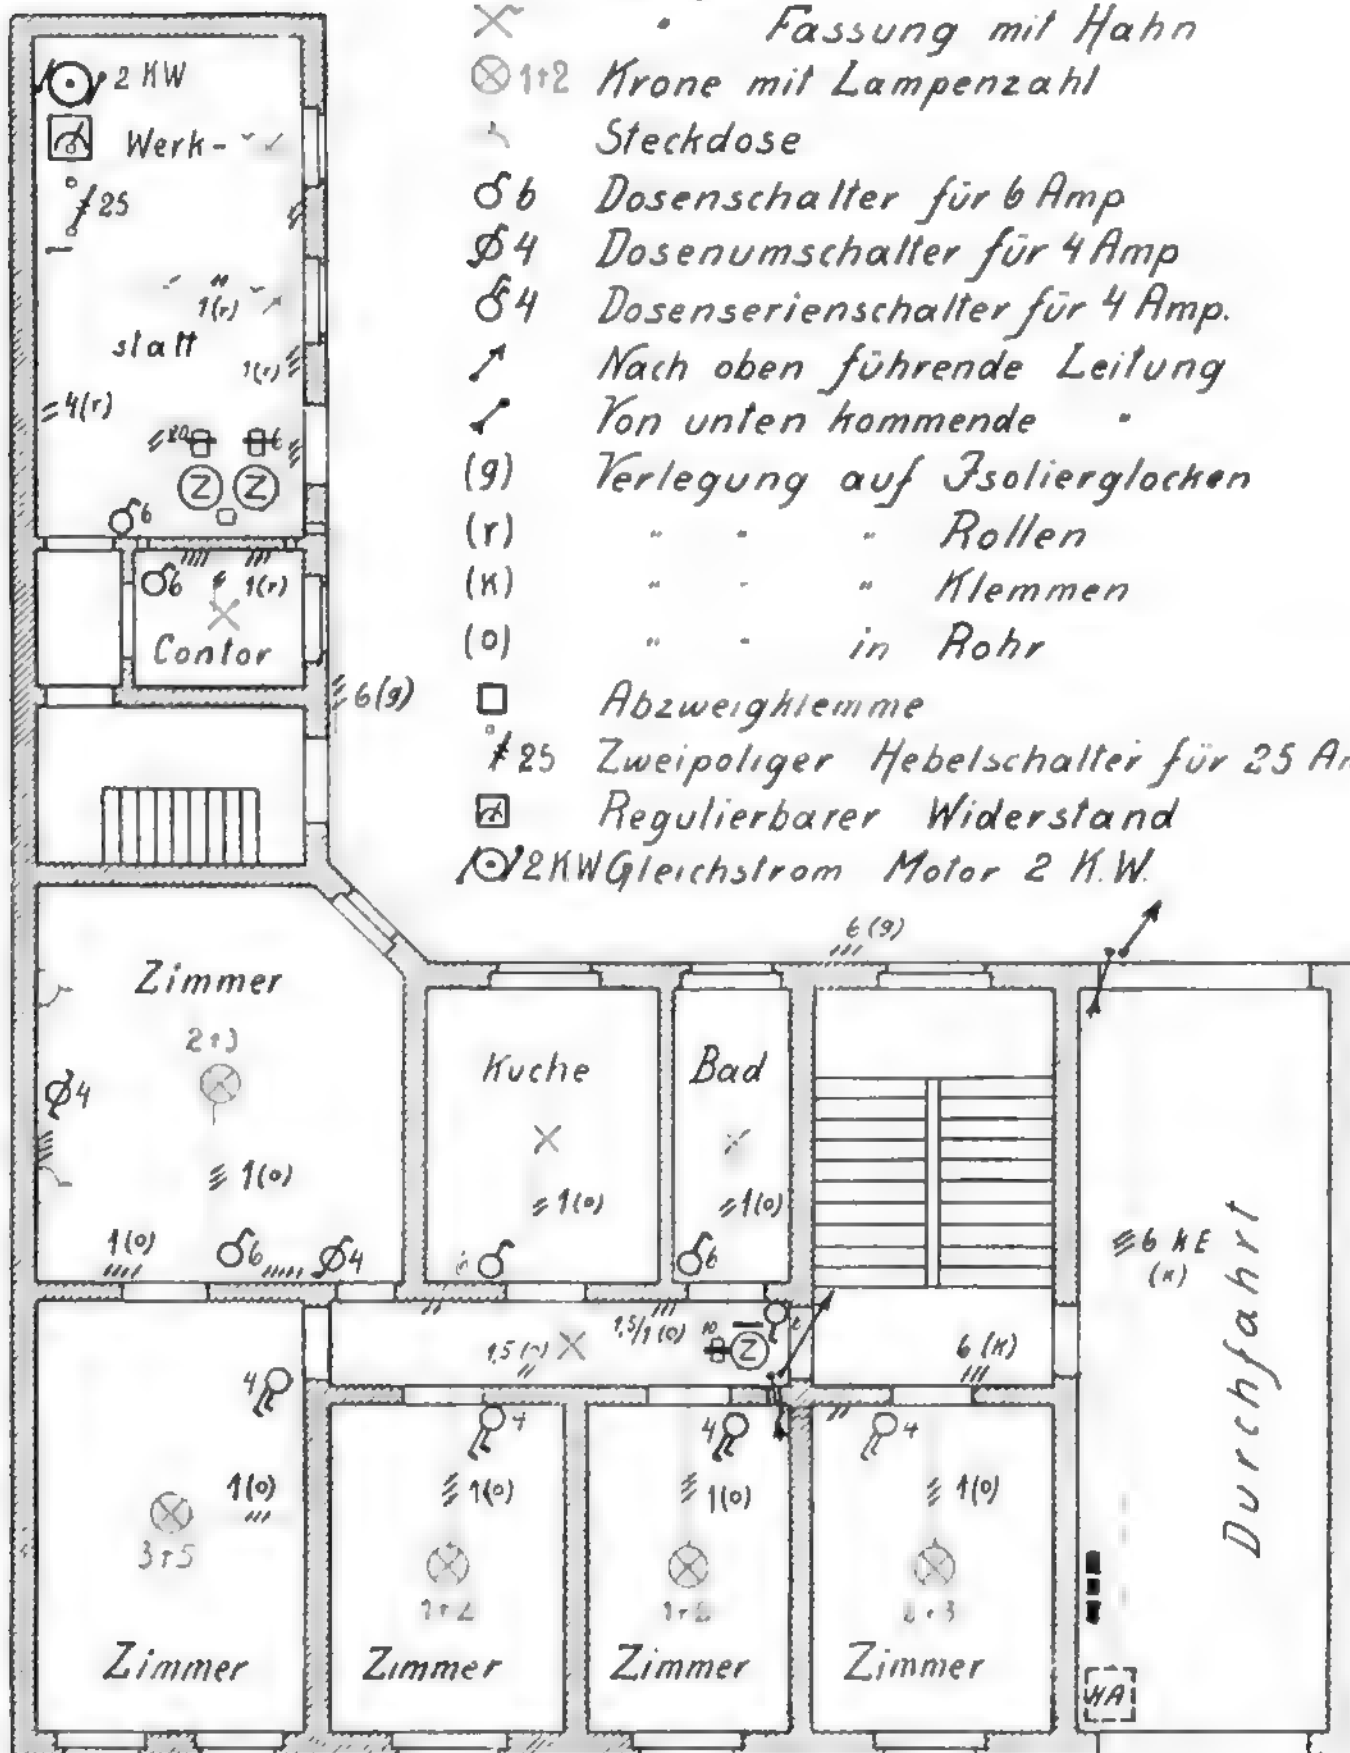 " Fassung mit Hahn
1+2 Krone mit Lampenzahl
Steckdose
6 Dosenschalter für 6 Amp
4 Dosenumschalter für 4 Amp
4 Dosenserienschalter für 4 Amp.
Nach oben führende Leitung
Von unten kommende "
(g) Verlegung auf Isolierglocken
(r) " " " Rollen
(K) " " " Klemmen
(o) " " in Rohr
Abzweigklemme
25 Zweipoliger Hebelschalter für 25
Regulierbarer Widerstand
2 KW Gleichstrom Motor 2 K.W.
2 KW
Werk-
25
1(r)
statt
1(r)
4(r)
20
6
Z Z
6
6
1(r)
Contor
6(g)
6(g)
Zimmer
2+3
4
1(o)
1(o)
6
4
Kuche
1(o)
Bad
1(o)
6
1,5
1,5/1(o)
10
Z
6(K)
6 KE
(K)
Durchfahrt
4
1(o)
3+5
Zimmer
4
1(o)
Zimmer
4
1(o)
Zimmer
4
1(o)
Zimmer
WA